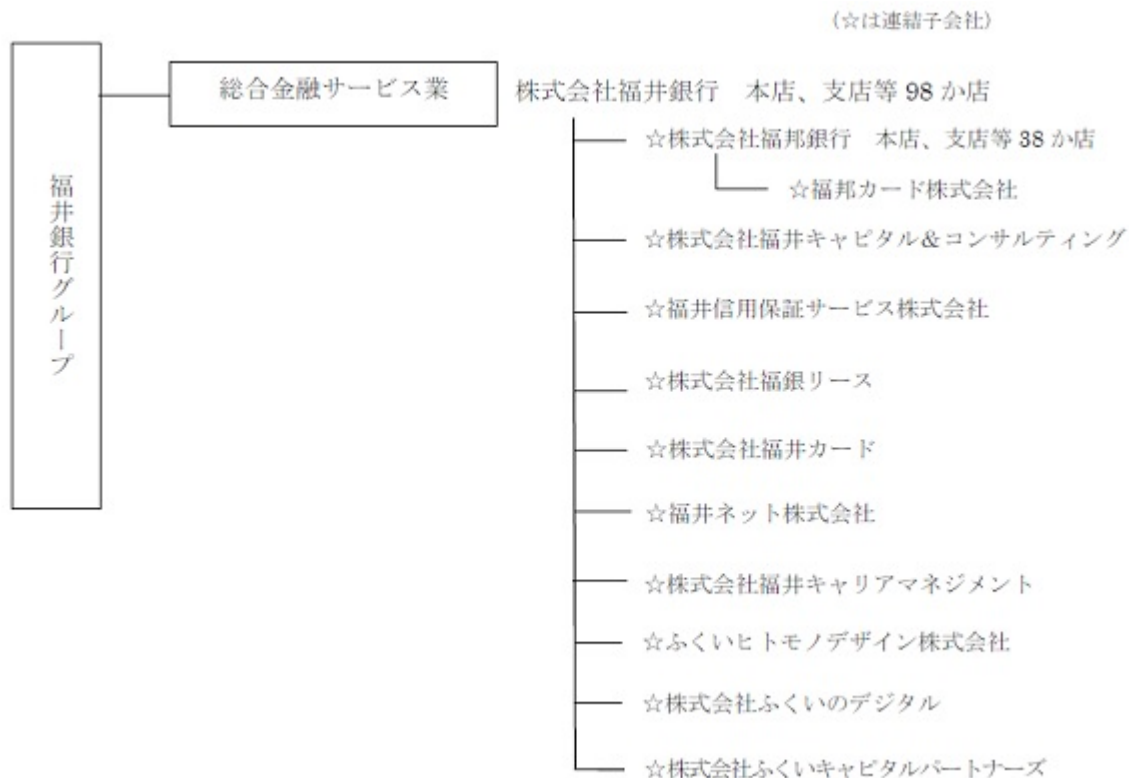 (☆は連結子会社)
福井銀行グループ
総合金融サービス業
株式会社福井銀行 本店、支店等 98 か店
☆株式会社福邦銀行 本店、支店等 38 か店
☆福邦カード株式会社
☆株式会社福井キャピタル&コンサルティング
☆福井信用保証サービス株式会社
☆株式会社福銀リース
☆株式会社福井カード
☆福井ネット株式会社
☆株式会社福井キャリアマネジメント
☆ふくいヒトモノデザイン株式会社
☆株式会社ふくいのデジタル
☆株式会社ふくいキャピタルパートナーズ